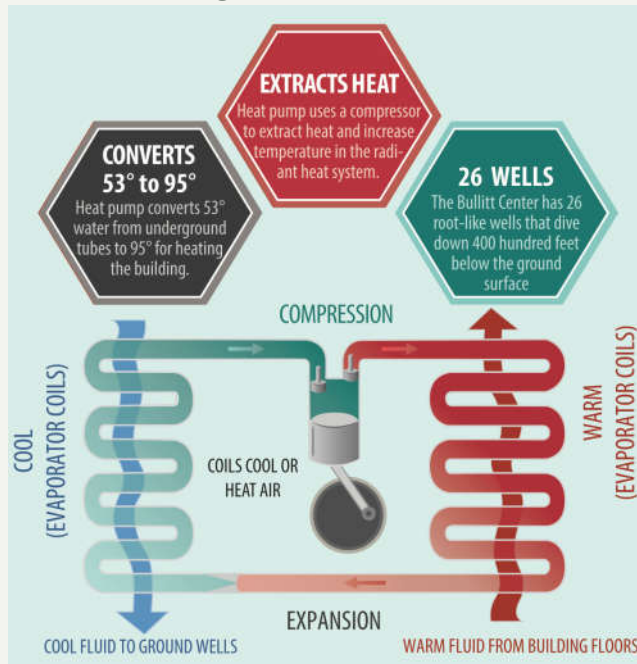 EXTRACTS HEAT
Heat pump uses a compressor
to extract heat and increase
temperature in the radi-
ant heat system.
CONVERTS
53° to 95°
Heat pump converts 53°
water from underground
tubes to 95° for heating
the building.
26 WELLS
The Bullitt Center has 26
root-like wells that dive
down 400 hundred feet
below the ground
surface
COMPRESSION
COOL
(EVAPORATOR COILS)
COILS COOL OR
HEAT AIR
WARM
(EVAPORATOR COILS)
EXPANSION
COOL FLUID TO GROUND WELLS
WARM FLUID FROM BUILDING FLOORS